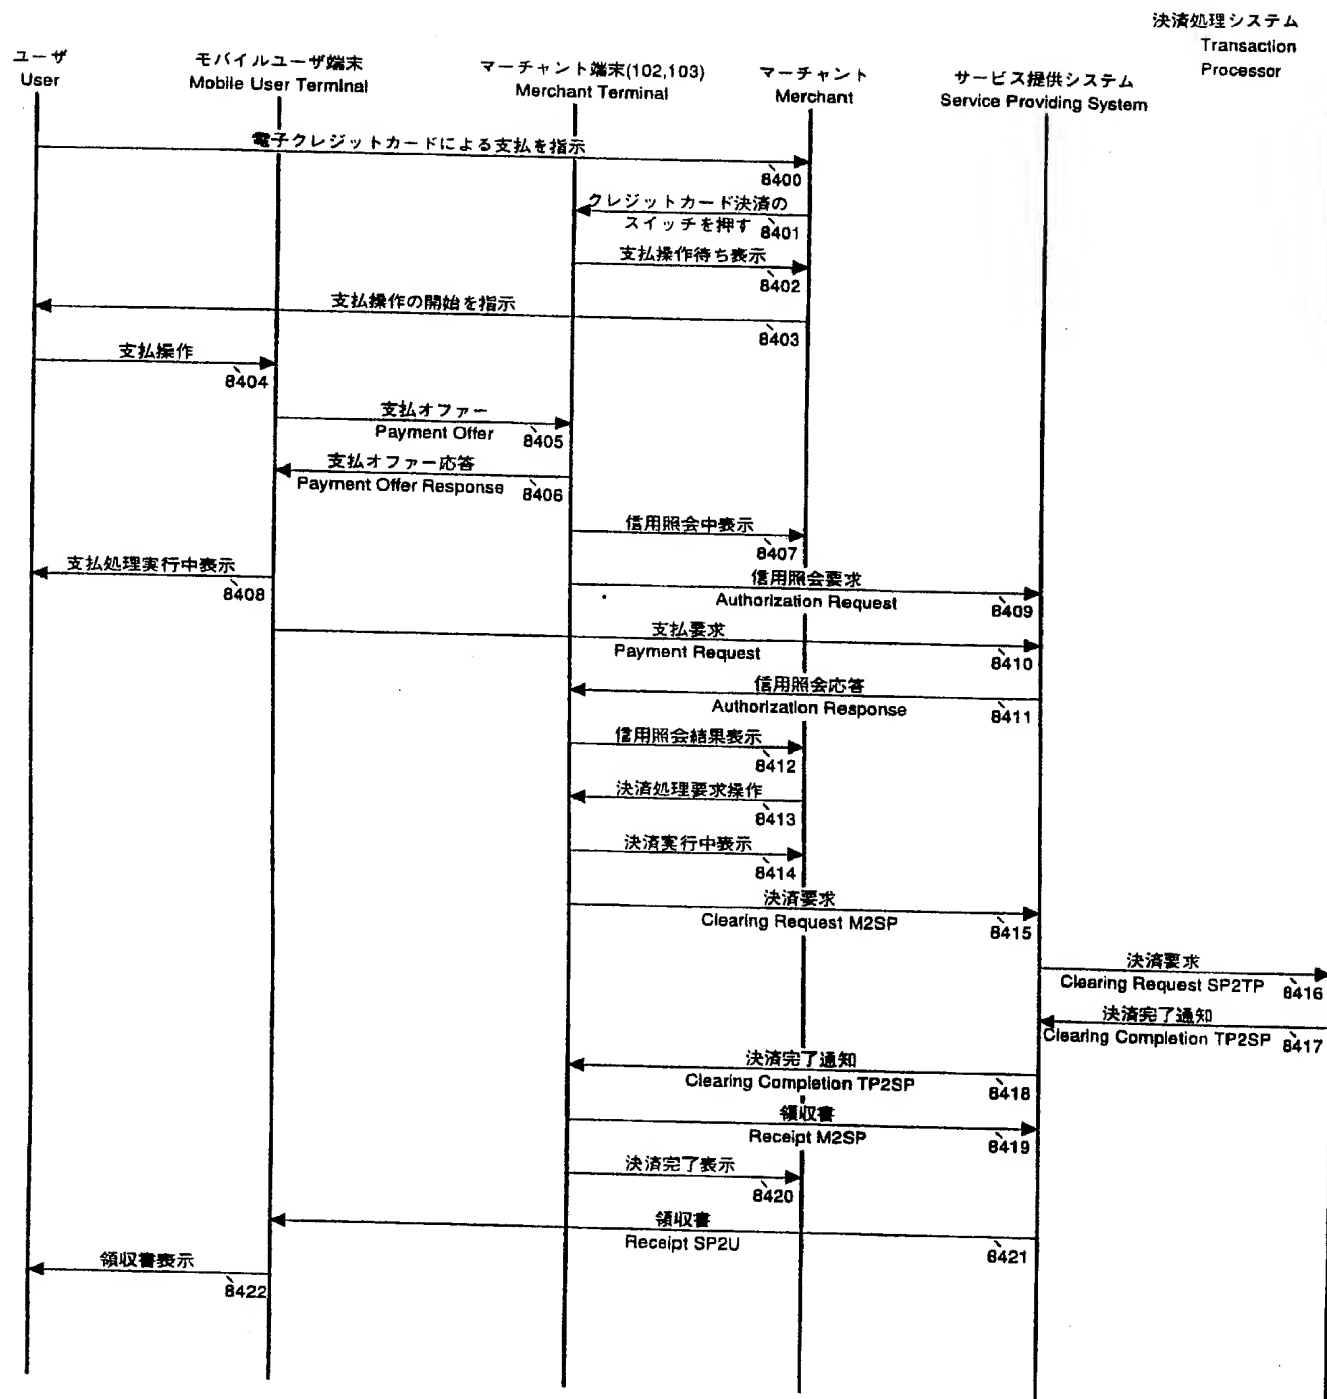 決済処理システム
Transaction
Processor
ユーザ
User
モバイルユーザ端末
Mobile User Terminal
マーチャント端末(102,103)
Merchant Terminal
マーチャント
Merchant
サービス提供システム
Service Providing System
電子クレジットカードによる支払を指示
8400
クレジットカード決済の
スイッチを押す
8401
支払操作待ち表示
8402
支払操作の開始を指示
8403
支払操作
8404
支払オファー
Payment Offer
8405
支払オファー応答
Payment Offer Response
8406
信用照会中表示
8407
支払処理実行中表示
8408
信用照会要求
Authorization Request
8409
支払要求
Payment Request
8410
信用照会応答
Authorization Response
8411
信用照会結果表示
8412
決済処理要求操作
8413
決済実行中表示
8414
決済要求
Clearing Request M2SP
8415
決済要求
Clearing Request SP2TP
8416
決済完了通知
Clearing Completion TP2SP
8417
決済完了通知
Clearing Completion TP2SP
8418
領収書
Receipt M2SP
8419
決済完了表示
8420
領収書
Receipt SP2U
8421
領収書表示
8422